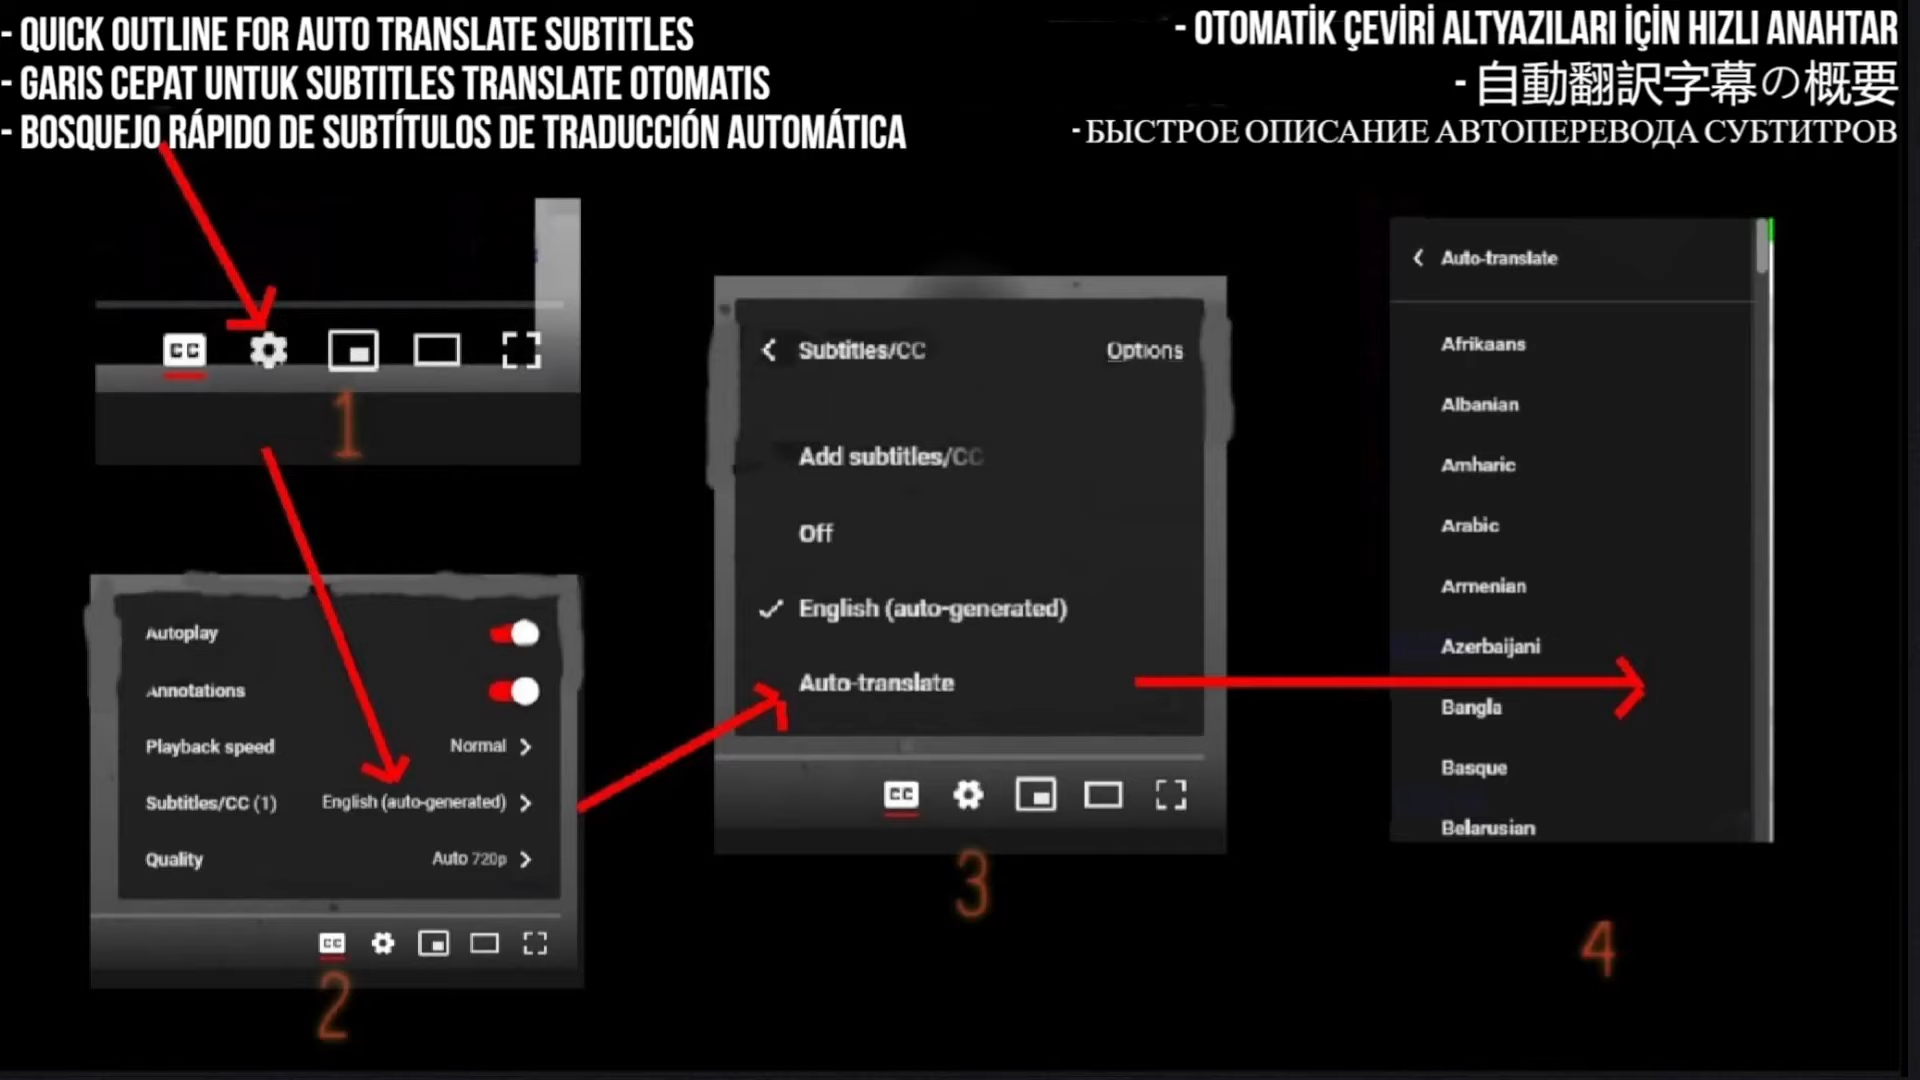 - QUICK OUTLINE FOR AUTO TRANSLATE SUBTITLES
- GARIS CEPAT UNTUK SUBTITLES TRANSLATE OTOMATIS
- BOSQUEJO RÁPIDO DE SUBTÍTULOS DE TRADUCCIÓN AUTOMÁTICA
- OTOMATİK ÇEVİRİ ALTYAZILARI İÇİN HIZLI ANAHTAR
- 自動翻訳字幕の概要
- БЫСТРОЕ ОПИСАНИЕ АВТОПЕРЕВОДА СУБТИТРОВ
CC
1
Autoplay
Annotations
Playback speed Normal
Subtitles/CC (1) English (auto-generated)
Quality Auto 720p
CC
2
Subtitles/CC Options
Add subtitles/CC
Off
English (auto-generated)
Auto-translate
CC
3
Auto-translate
Afrikaans
Albanian
Amharic
Arabic
Armenian
Azerbaijani
Bangla
Basque
Belarusian
4